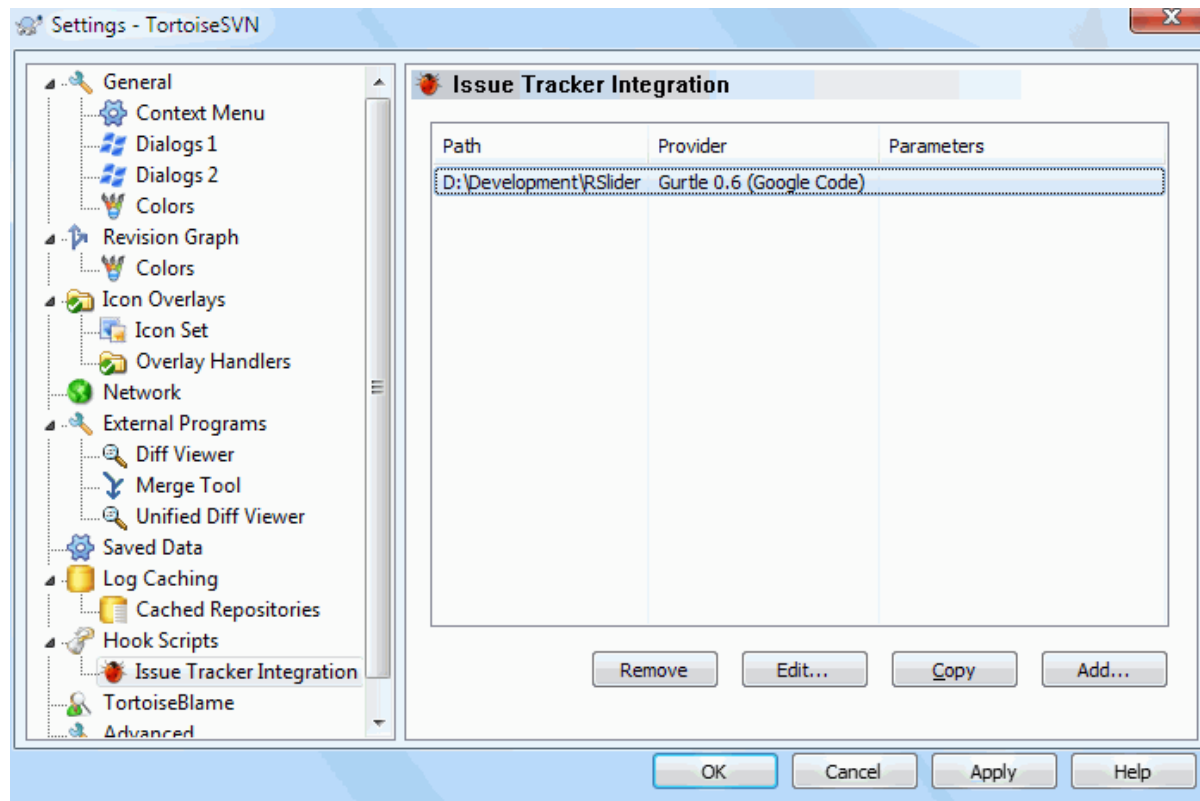 Settings - TortoiseSVN
X
General
Context Menu
Dialogs 1
Dialogs 2
Colors
Revision Graph
Colors
Icon Overlays
Icon Set
Overlay Handlers
Network
External Programs
Diff Viewer
Merge Tool
Unified Diff Viewer
Saved Data
Log Caching
Cached Repositories
Hook Scripts
Issue Tracker Integration
TortoiseBlame
Advanced
Issue Tracker Integration
Path Provider Parameters
D:\Development\RSlider Gurtle 0.6 (Google Code)
Remove Edit... Copy Add...
OK Cancel Apply Help